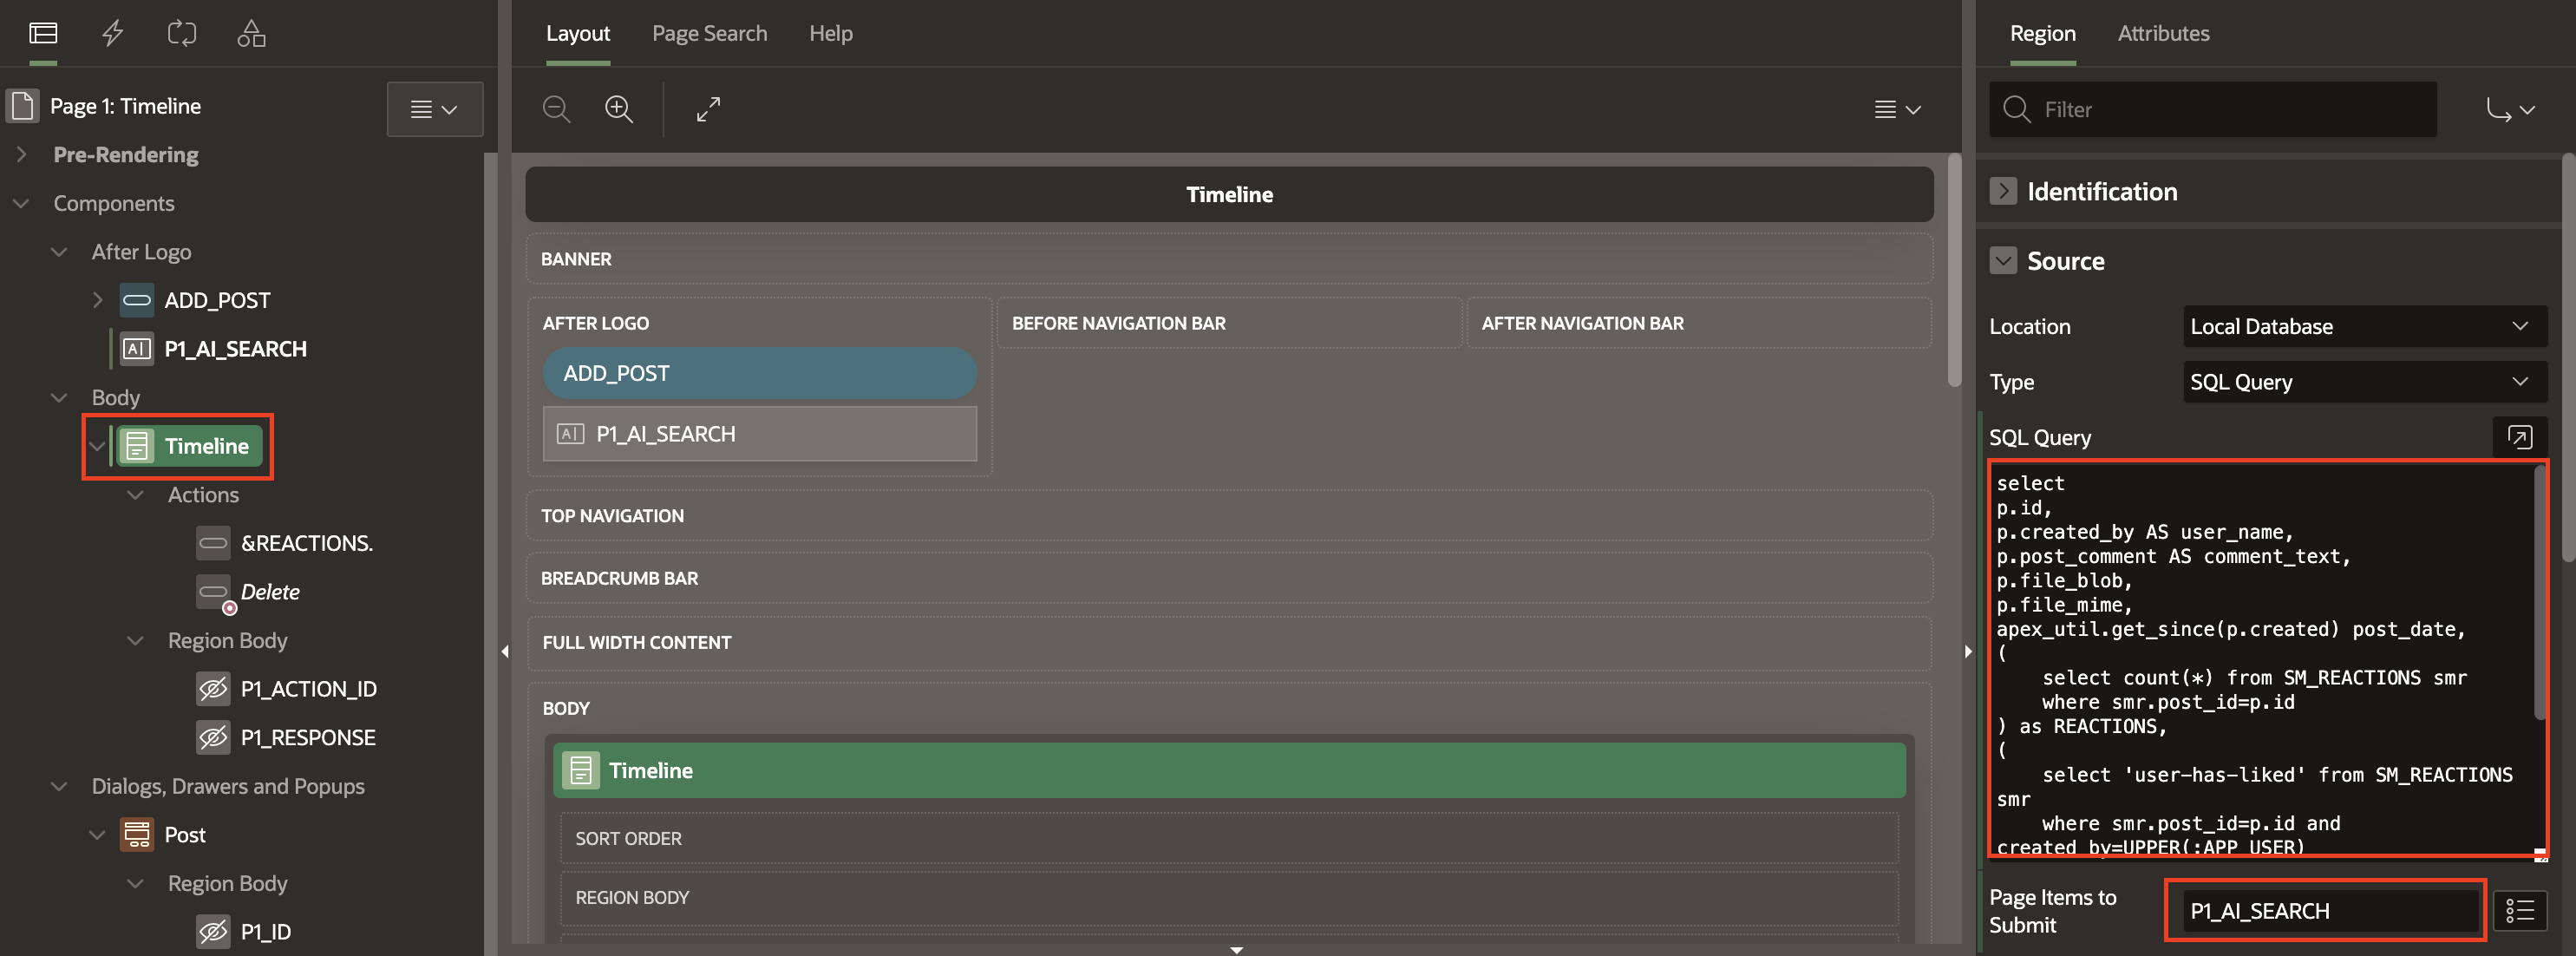 Page 1: Timeline
Pre-Rendering
Components
After Logo
ADD_POST
P1_AI_SEARCH
Body
Timeline
Actions
&REACTIONS.
Delete
Region Body
P1_ACTION_ID
P1_RESPONSE
Dialogs, Drawers and Popups
Post
Region Body
P1_ID
Layout
Page Search
Help
Timeline
BANNER
AFTER LOGO
BEFORE NAVIGATION BAR
AFTER NAVIGATION BAR
ADD_POST
P1_AI_SEARCH
TOP NAVIGATION
BREADCRUMB BAR
FULL WIDTH CONTENT
BODY
Timeline
SORT ORDER
REGION BODY
Region
Attributes
Filter
Identification
Source
Location
Local Database
Type
SQL Query
SQL Query
select
p.id,
p.created_by AS user_name,
p.post_comment AS comment_text,
p.file_blob,
p.file_mime,
apex_util.get_since(p.created) post_date,
(
select count(*) from SM_REACTIONS smr
where smr.post_id=p.id
) as REACTIONS,
(
select 'user-has-liked' from SM_REACTIONS
smr
where smr.post_id=p.id and
created_by=UPPER(:APP_USER)
Page Items to
Submit
P1_AI_SEARCH